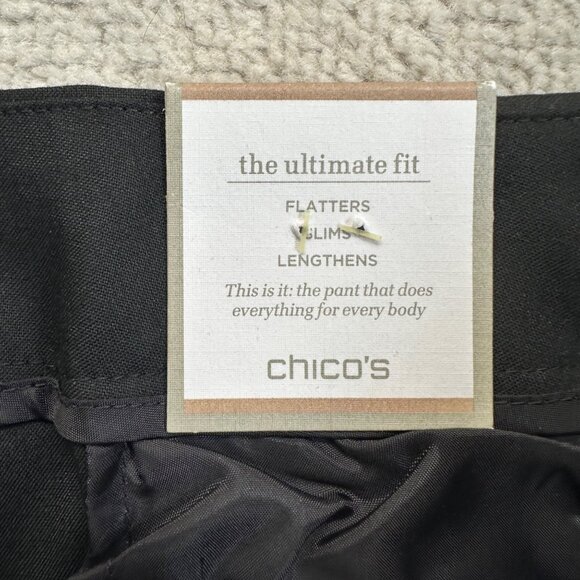 the ultimate fit
FLATTERS
SLIMS
LENGTHENS
This is it: the pant that does
everything for every body
chico's